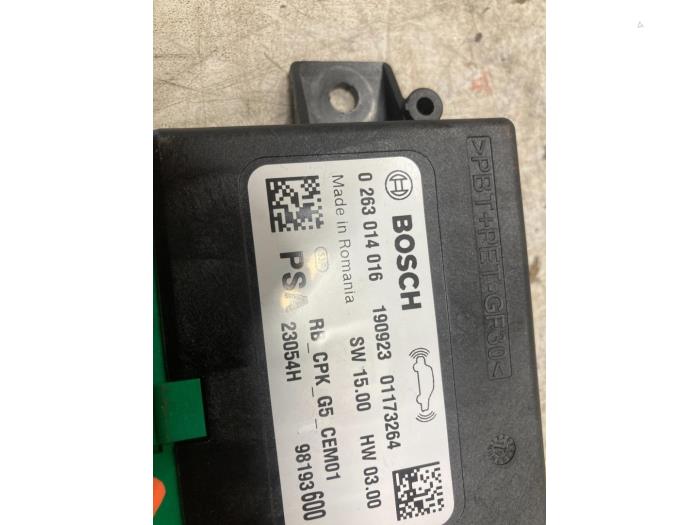 BOSCH
0 263 014 016 190923 01173264
Made in Romania SW 15.00 HW 03.00
PSA Rb_CPK_G5_CEM01
23054H 98193600
>PBT+PET-GF30<